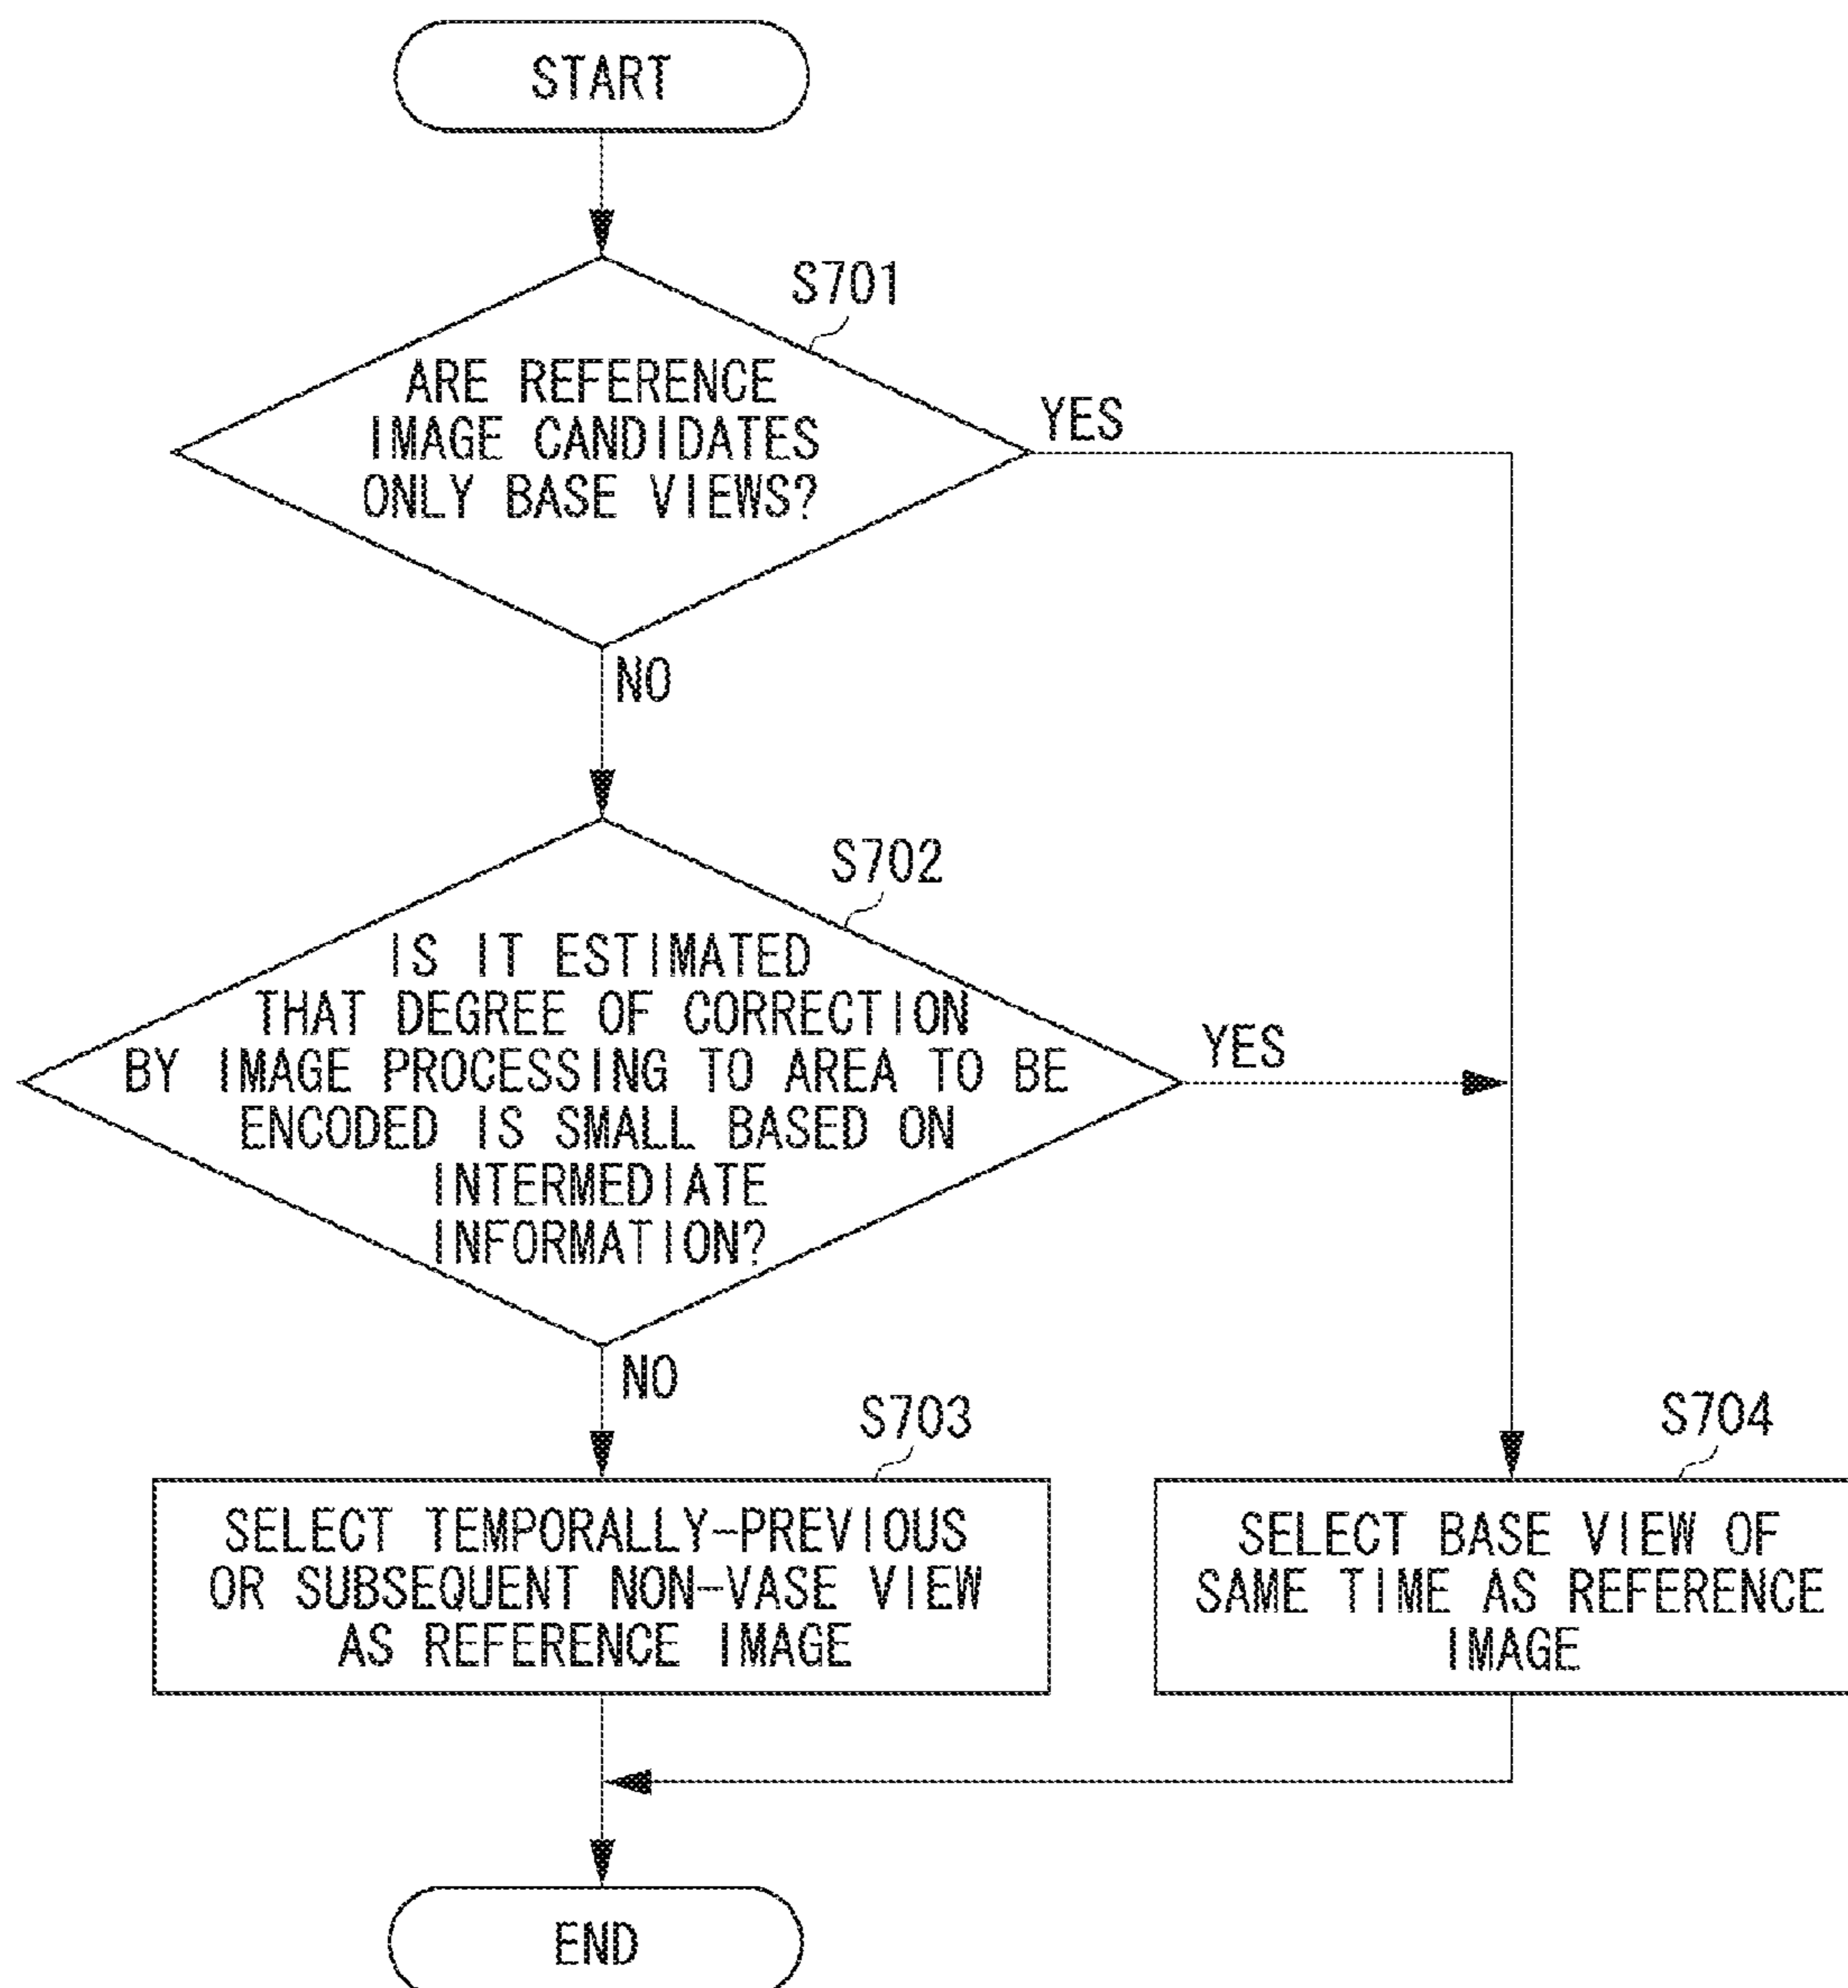 START
S701
ARE REFERENCE
IMAGE CANDIDATES
ONLY BASE VIEWS?
YES
NO
S702
IS IT ESTIMATED
THAT DEGREE OF CORRECTION
BY IMAGE PROCESSING TO AREA TO BE
ENCODED IS SMALL BASED ON
INTERMEDIATE
INFORMATION?
YES
NO
S703
SELECT TEMPORALLY-PREVIOUS
OR SUBSEQUENT NON-VASE VIEW
AS REFERENCE IMAGE
S704
SELECT BASE VIEW OF
SAME TIME AS REFERENCE
IMAGE
END